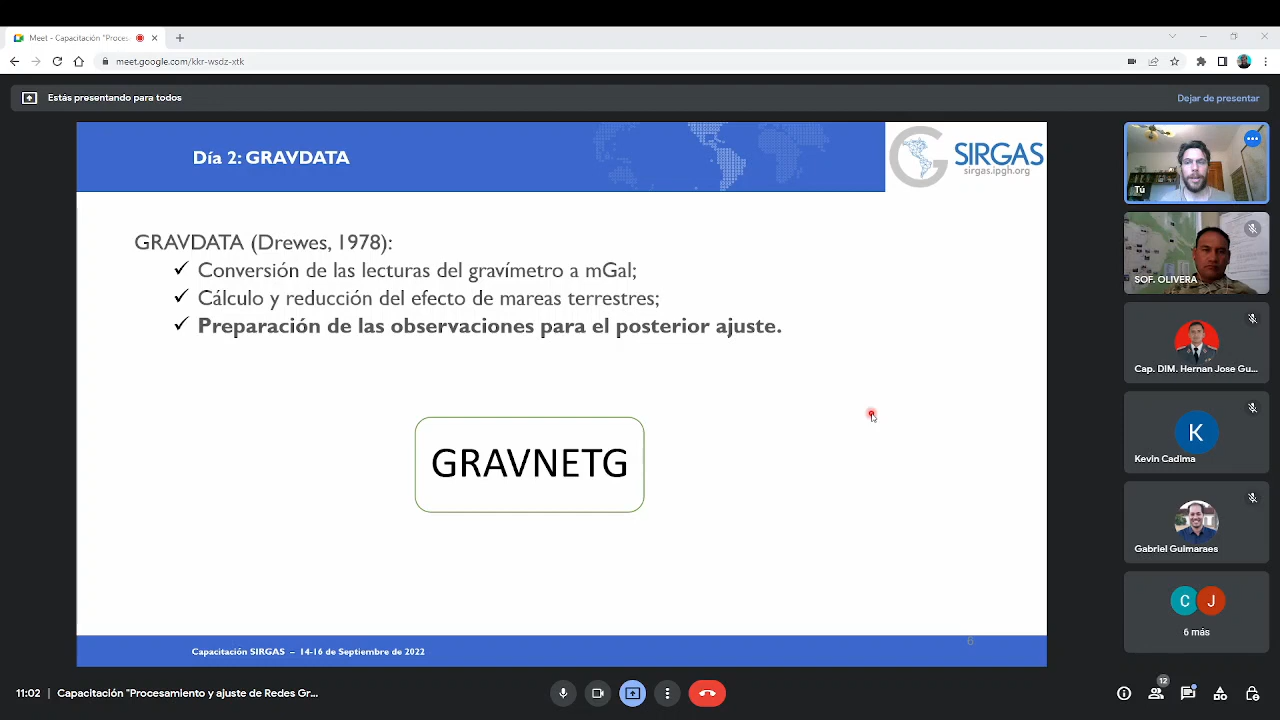 Meet - Capacitación "Proces
meet.google.com/kkr-wsdz-xtk
Estás presentando para todos
Dejar de presentar
Día 2: GRAVDATA
SIRGAS
sirgas.ipgh.org
GRAVDATA (Drewes, 1978):
✓ Conversión de las lecturas del gravímetro a mGal;
✓ Cálculo y reducción del efecto de mareas terrestres;
✓ Preparación de las observaciones para el posterior ajuste.
GRAVNETG
Capacitación SIRGAS – 14-16 de Septiembre de 2022
6
Tú
SOF. OLIVERA
Cap. DIM. Hernan Jose Gu...
K
Kevin Cadima
Gabriel Guimaraes
C J
6 más
11:02 | Capacitación "Procesamiento y ajuste de Redes Gr...
12